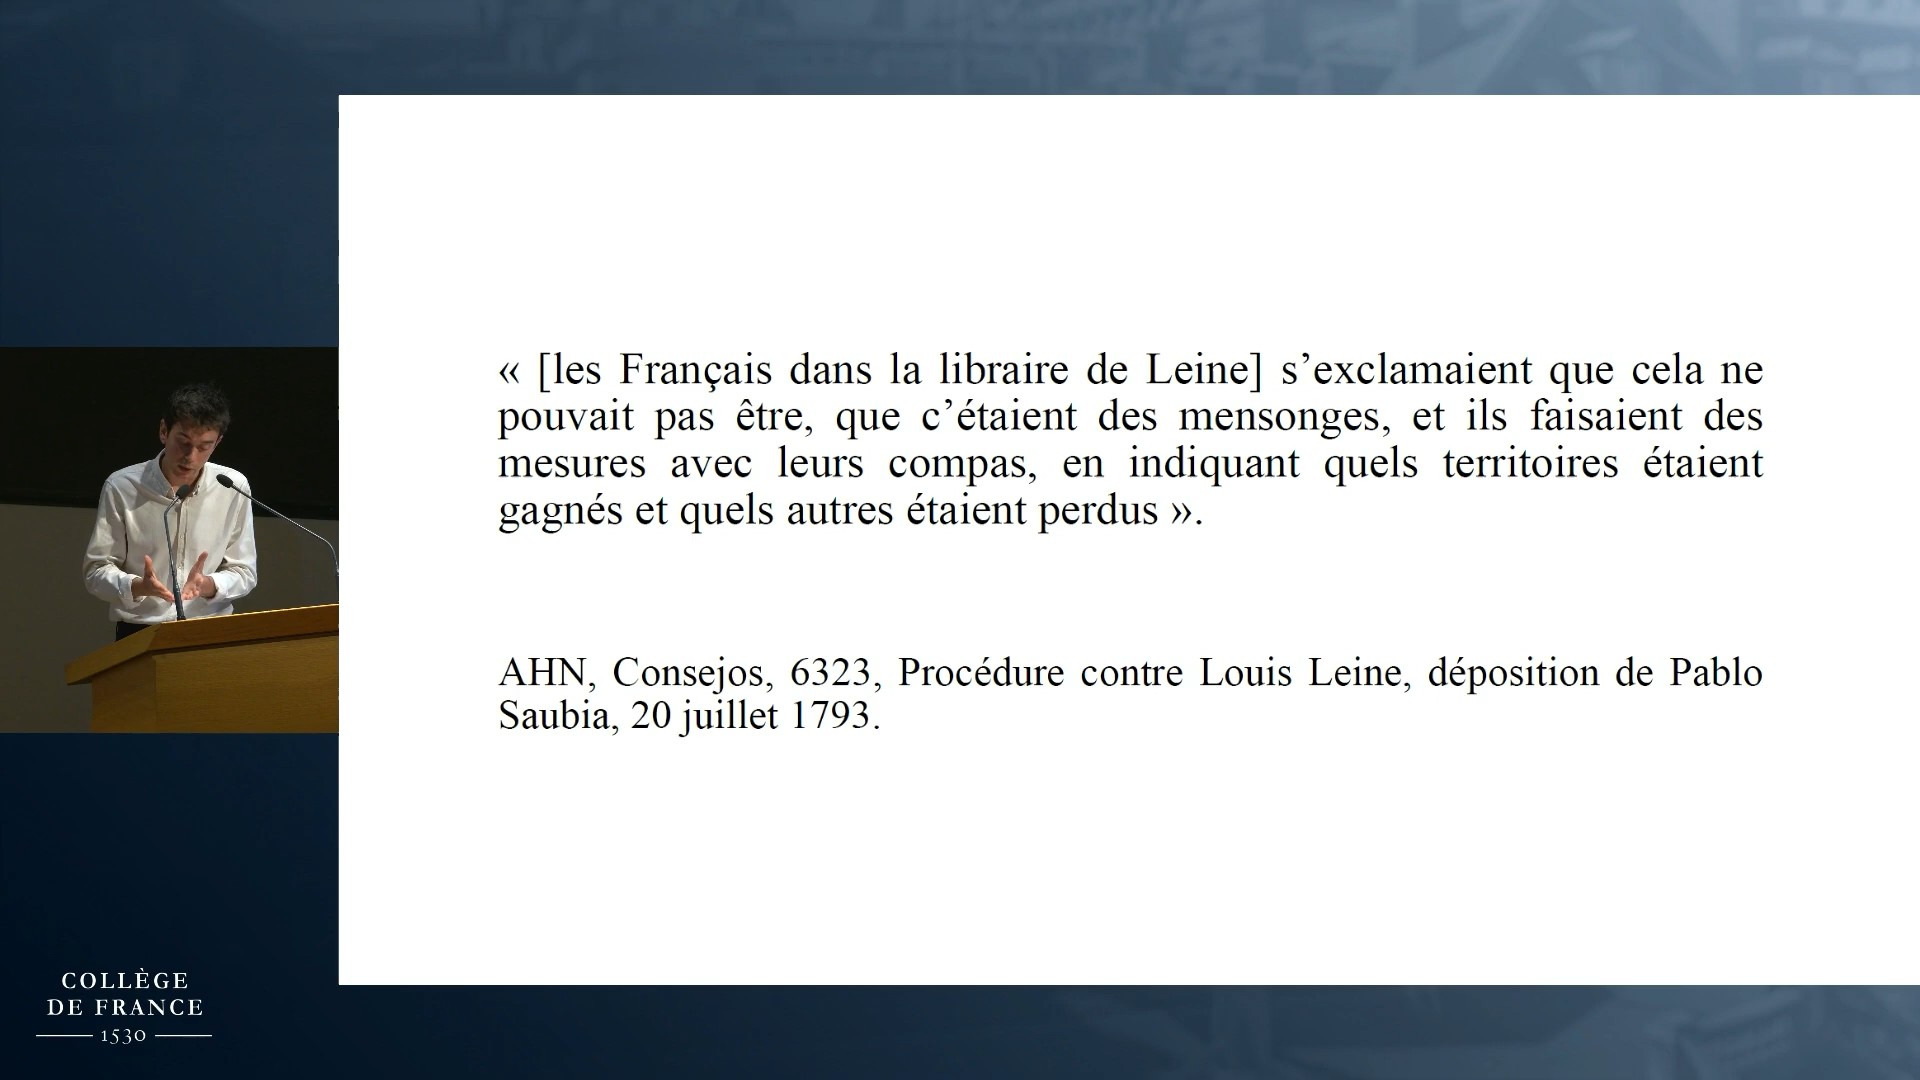 « [les Français dans la libraire de Leine] s’exclamaient que cela ne
pouvait pas être, que c’étaient des mensonges, et ils faisaient des
mesures avec leurs compas, en indiquant quels territoires étaient
gagnés et quels autres étaient perdus ».
AHN, Consejos, 6323, Procédure contre Louis Leine, déposition de Pablo
Saubia, 20 juillet 1793.
COLLÈGE
DE FRANCE
1530